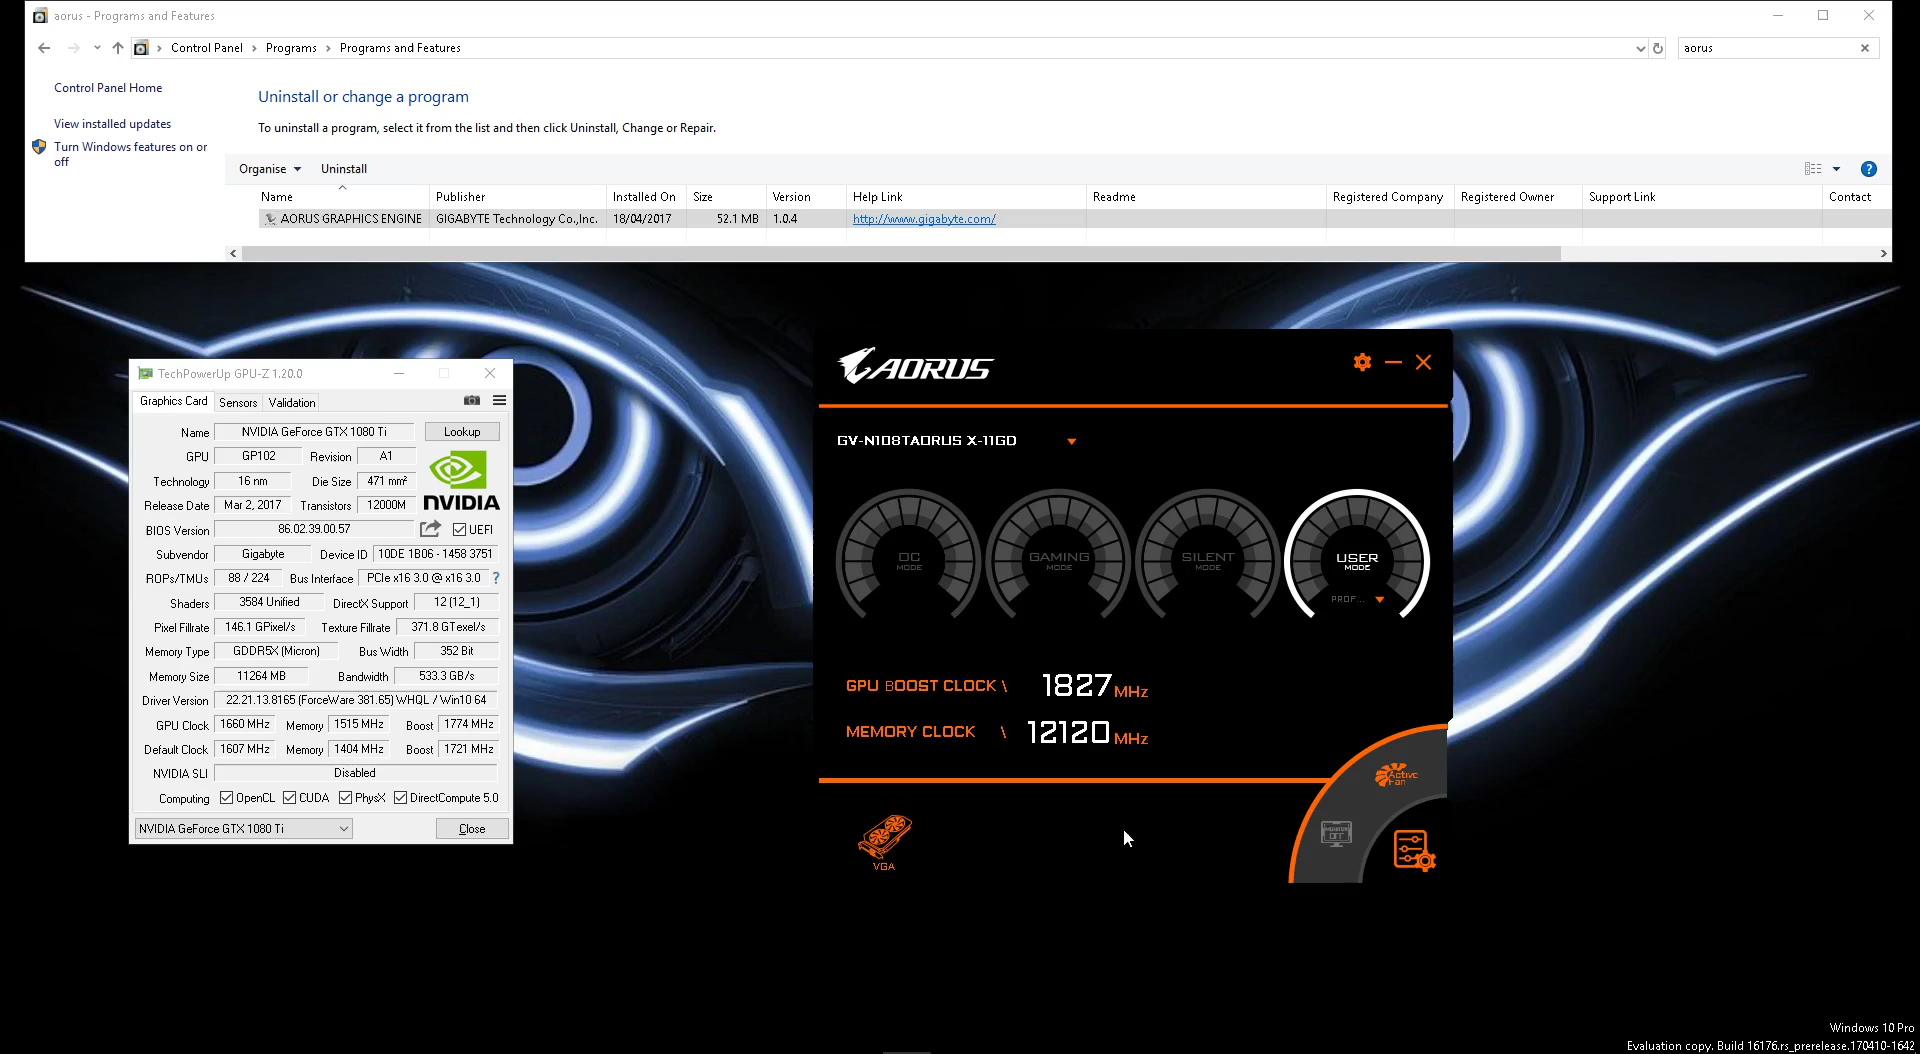 aorus - Programs and Features
Control Panel > Programs > Programs and Features
aorus
Control Panel Home
View installed updates
Turn Windows features on or off
Uninstall or change a program
To uninstall a program, select it from the list and then click Uninstall, Change or Repair.
Organise Uninstall
Name Publisher Installed On Size Version Help Link Readme Registered Company Registered Owner Support Link Contact
AORUS GRAPHICS ENGINE GIGABYTE Technology Co.,Inc. 18/04/2017 52.1 MB 1.0.4 http://www.gigabyte.com/
TechPowerUp GPU-Z 1.20.0
Graphics Card Sensors Validation
Name NVIDIA GeForce GTX 1080 Ti Lookup
GPU GP102 Revision A1
Technology 16 nm Die Size 471 mm²
NVIDIA
Release Date Mar 2, 2017 Transistors 12000M
BIOS Version 86.02.39.00.57 UEFI
Subvendor Gigabyte Device ID 10DE 1B06 - 1458 3751
ROPs/TMUs 88 / 224 Bus Interface PCIe x16 3.0 @ x16 3.0 ?
Shaders 3584 Unified DirectX Support 12 (12_1)
Pixel Fillrate 146.1 GPixel/s Texture Fillrate 371.8 GTexel/s
Memory Type GDDR5X (Micron) Bus Width 352 Bit
Memory Size 11264 MB Bandwidth 533.3 GB/s
Driver Version 22.21.13.8165 (ForceWare 381.65) WHQL / Win10 64
GPU Clock 1660 MHz Memory 1515 MHz Boost 1774 MHz
Default Clock 1607 MHz Memory 1404 MHz Boost 1721 MHz
NVIDIA SLI Disabled
Computing OpenCL CUDA PhysX DirectCompute 5.0
NVIDIA GeForce GTX 1080 Ti Close
AORUS
GV-N108TAORUS X-11GD
OC MODE
GAMING MODE
SILENT MODE
USER MODE
PROF...
GPU BOOST CLOCK \ 1827 MHz
MEMORY CLOCK \ 12120 MHz
Active Fan
MONITOR OFF
VGA
Windows 10 Pro
Evaluation copy. Build 16176.rs_prerelease.170410-1642